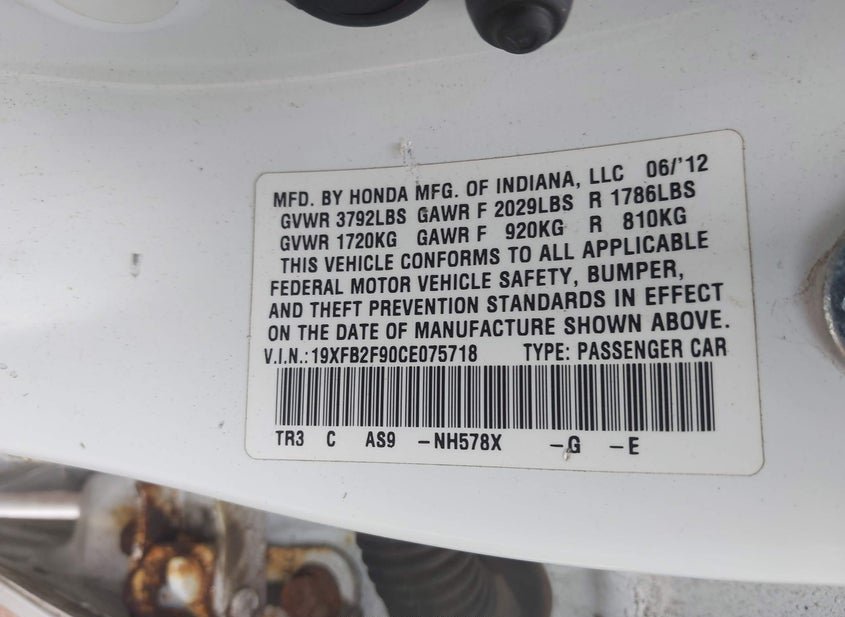 MFD. BY HONDA MFG. OF INDIANA, LLC 06/'12
GVWR 3792LBS GAWR F 2029LBS R 1786LBS
GVWR 1720KG GAWR F 920KG R 810KG
THIS VEHICLE CONFORMS TO ALL APPLICABLE
FEDERAL MOTOR VEHICLE SAFETY, BUMPER,
AND THEFT PREVENTION STANDARDS IN EFFECT
ON THE DATE OF MANUFACTURE SHOWN ABOVE.
V.I.N.:19XFB2F90CE075718 TYPE: PASSENGER CAR
TR3 C AS9 -NH578X -G -E